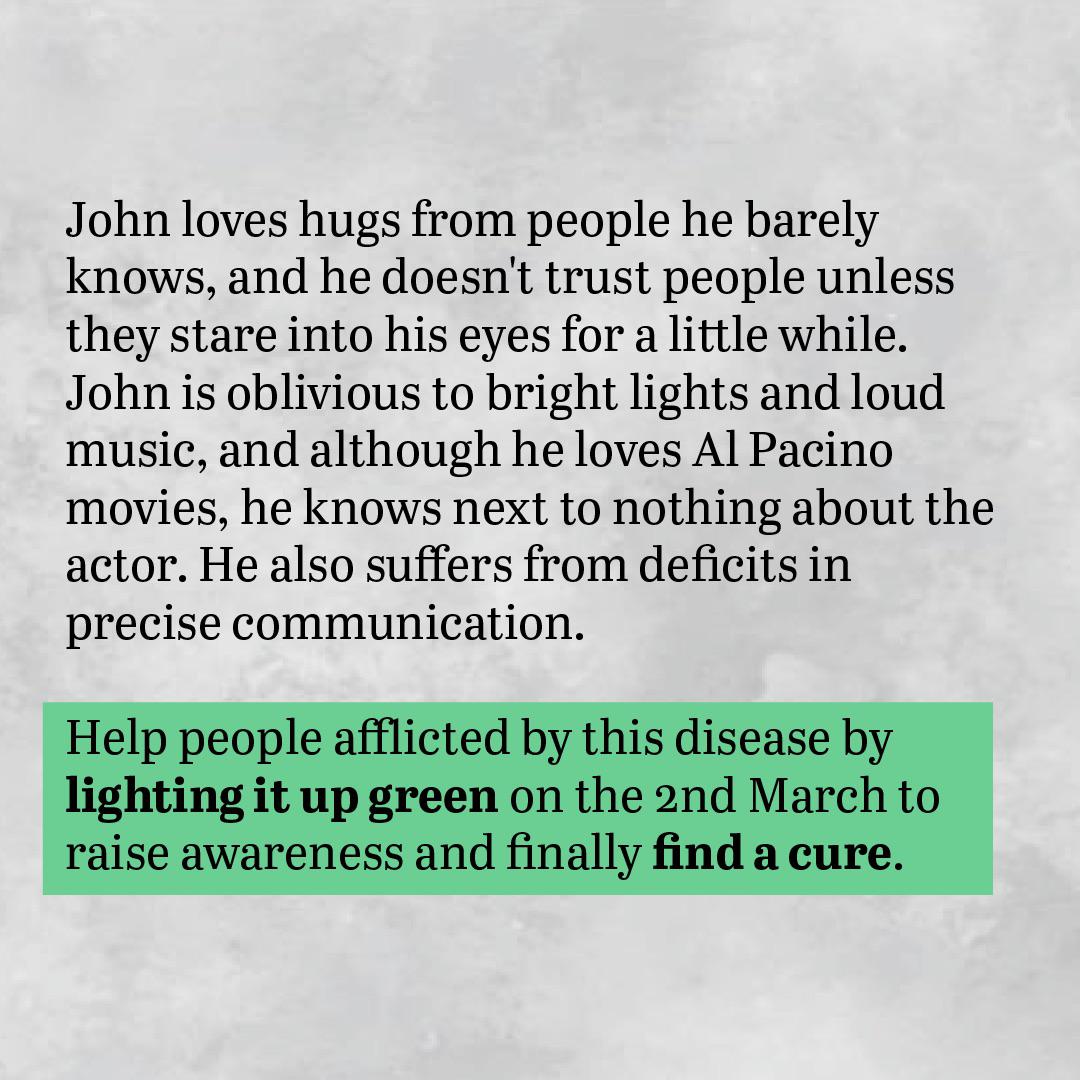 John loves hugs from people he barely
knows, and he doesn't trust people unless
they stare into his eyes for a little while.
John is oblivious to bright lights and loud
music, and although he loves Al Pacino
movies, he knows next to nothing about the
actor. He also suffers from deficits in
precise communication.
Help people afflicted by this disease by
lighting it up green on the 2nd March to
raise awareness and finally find a cure.